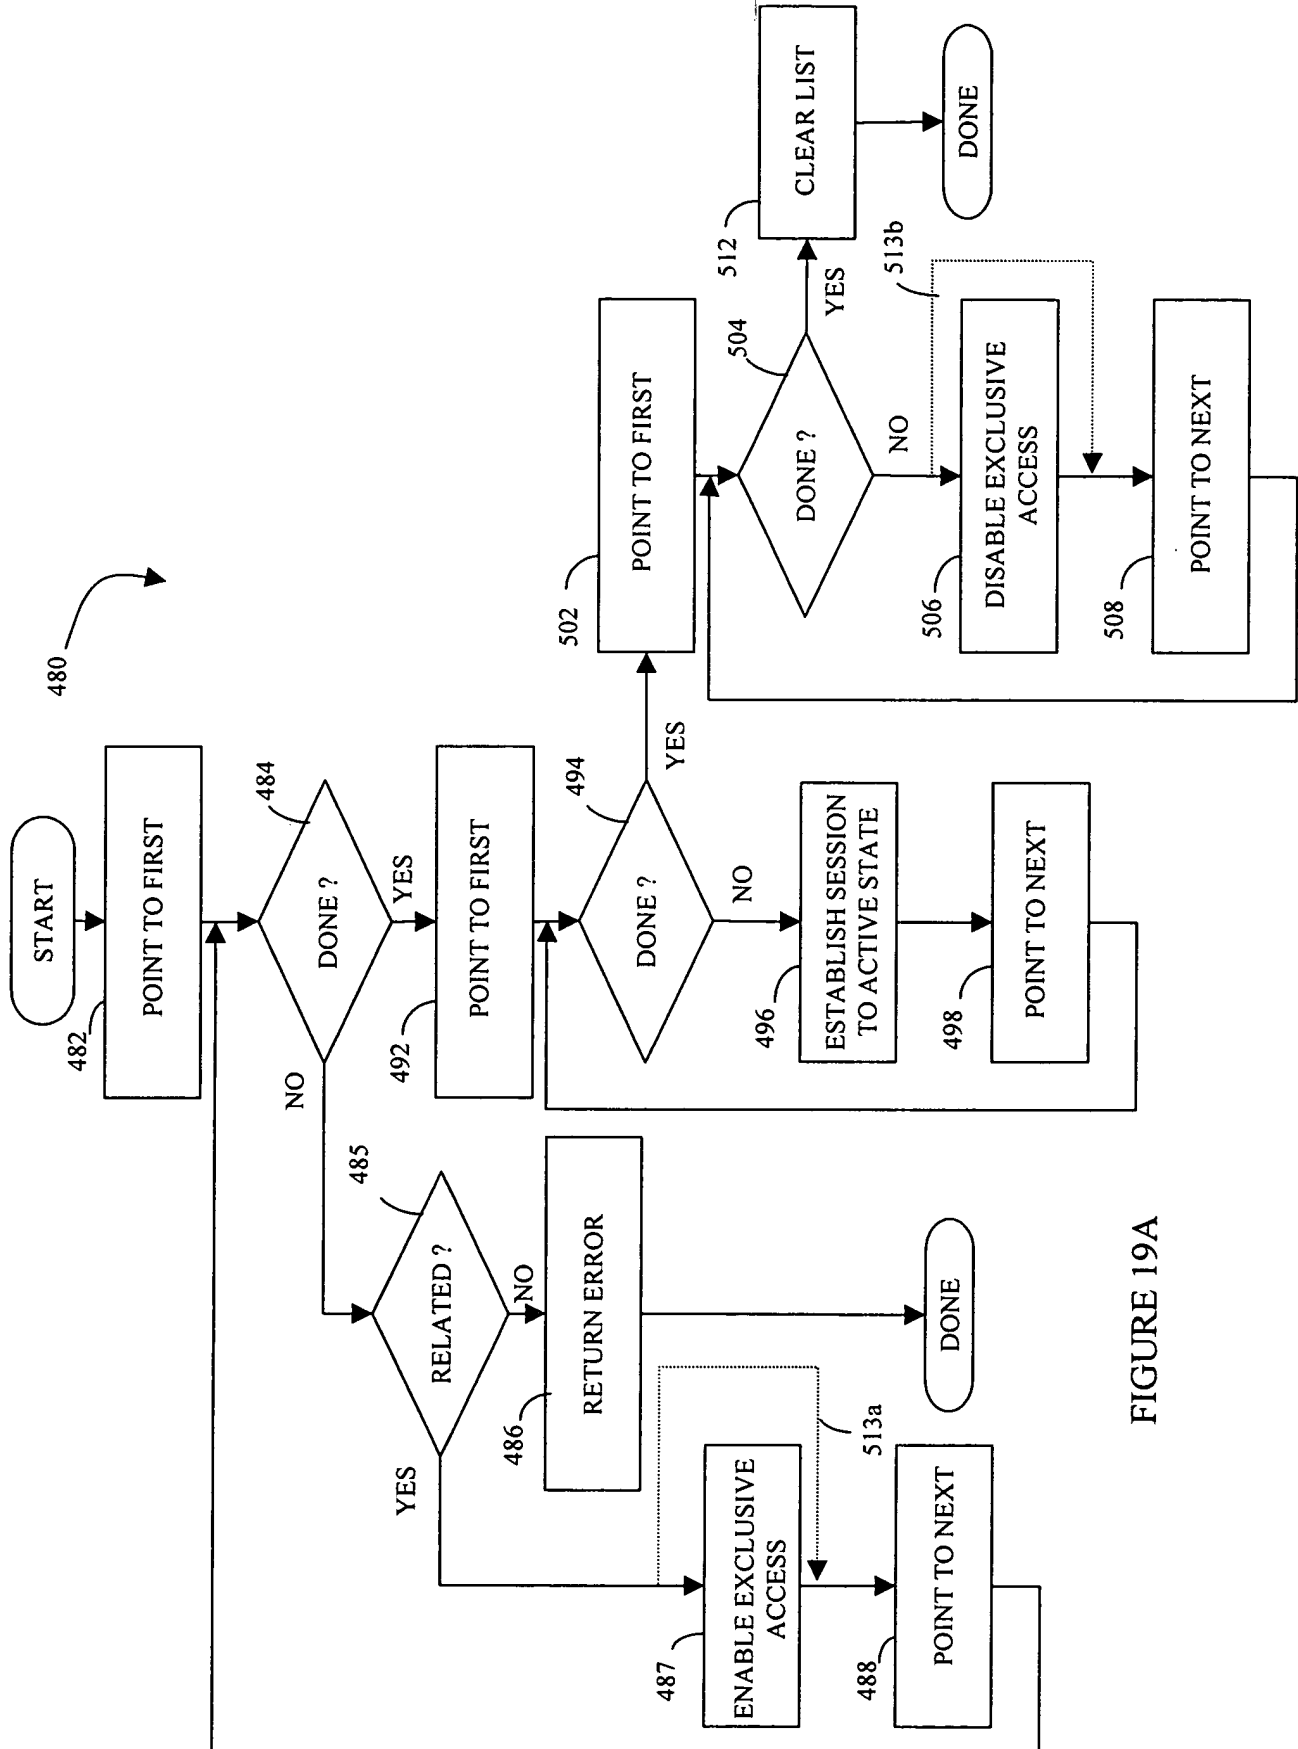 480
START
482
POINT TO FIRST
484
DONE ?
NO
YES
485
RELATED ?
YES
NO
486
RETURN ERROR
DONE
487
ENABLE EXCLUSIVE
ACCESS
513a
488
POINT TO NEXT
492
POINT TO FIRST
494
DONE ?
YES
NO
496
ESTABLISH SESSION
TO ACTIVE STATE
498
POINT TO NEXT
502
POINT TO FIRST
504
DONE ?
YES
NO
512
CLEAR LIST
DONE
513b
506
DISABLE EXCLUSIVE
ACCESS
508
POINT TO NEXT
FIGURE 19A